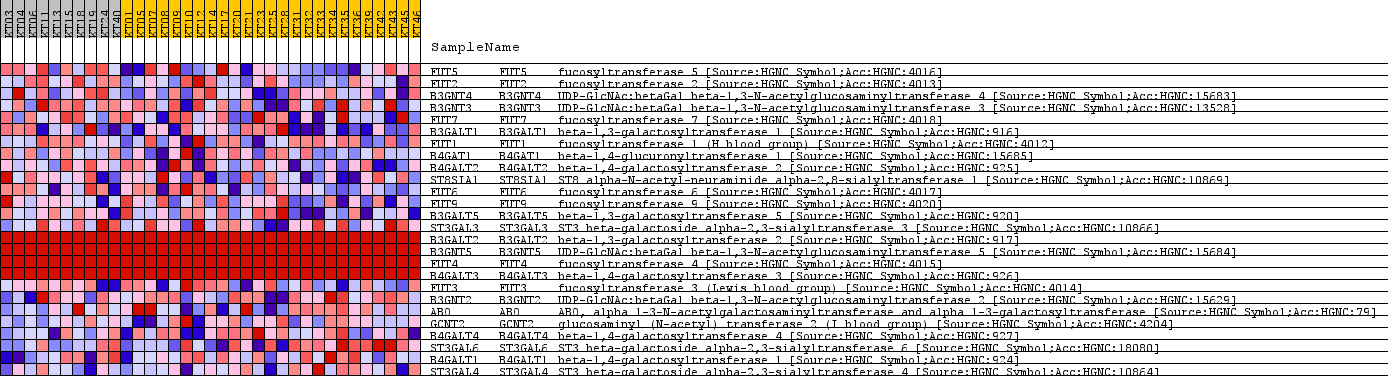 KT03 KT04 KT06 KT11 KT13 KT15 KT18 KT19 KT24 KT40 KT01 KT05 KT07 KT08 KT09 KT10 KT12 KT14 KT17 KT20 KT21 KT23 KT25 KT28 KT31 KT32 KT33 KT34 KT35 KT36 KT39 KT42 KT43 KT45 KT46
SampleName
FUT5 FUT5 fucosyltransferase 5 [Source:HGNC Symbol;Acc:HGNC:4016]
FUT2 FUT2 fucosyltransferase 2 [Source:HGNC Symbol;Acc:HGNC:4013]
B3GNT4 B3GNT4 UDP-GlcNAc:betaGal beta-1,3-N-acetylglucosaminyltransferase 4 [Source:HGNC Symbol;Acc:HGNC:15683]
B3GNT3 B3GNT3 UDP-GlcNAc:betaGal beta-1,3-N-acetylglucosaminyltransferase 3 [Source:HGNC Symbol;Acc:HGNC:13528]
FUT7 FUT7 fucosyltransferase 7 [Source:HGNC Symbol;Acc:HGNC:4018]
B3GALT1 B3GALT1 beta-1,3-galactosyltransferase 1 [Source:HGNC Symbol;Acc:HGNC:916]
FUT1 FUT1 fucosyltransferase 1 (H blood group) [Source:HGNC Symbol;Acc:HGNC:4012]
B4GAT1 B4GAT1 beta-1,4-glucuronyltransferase 1 [Source:HGNC Symbol;Acc:HGNC:15685]
B4GALT2 B4GALT2 beta-1,4-galactosyltransferase 2 [Source:HGNC Symbol;Acc:HGNC:925]
ST8SIA1 ST8SIA1 ST8 alpha-N-acetyl-neuraminide alpha-2,8-sialyltransferase 1 [Source:HGNC Symbol;Acc:HGNC:10869]
FUT6 FUT6 fucosyltransferase 6 [Source:HGNC Symbol;Acc:HGNC:4017]
FUT9 FUT9 fucosyltransferase 9 [Source:HGNC Symbol;Acc:HGNC:4020]
B3GALT5 B3GALT5 beta-1,3-galactosyltransferase 5 [Source:HGNC Symbol;Acc:HGNC:920]
ST3GAL3 ST3GAL3 ST3 beta-galactoside alpha-2,3-sialyltransferase 3 [Source:HGNC Symbol;Acc:HGNC:10866]
B3GALT2 B3GALT2 beta-1,3-galactosyltransferase 2 [Source:HGNC Symbol;Acc:HGNC:917]
B3GNT5 B3GNT5 UDP-GlcNAc:betaGal beta-1,3-N-acetylglucosaminyltransferase 5 [Source:HGNC Symbol;Acc:HGNC:15684]
FUT4 FUT4 fucosyltransferase 4 [Source:HGNC Symbol;Acc:HGNC:4015]
B4GALT3 B4GALT3 beta-1,4-galactosyltransferase 3 [Source:HGNC Symbol;Acc:HGNC:926]
FUT3 FUT3 fucosyltransferase 3 (Lewis blood group) [Source:HGNC Symbol;Acc:HGNC:4014]
B3GNT2 B3GNT2 UDP-GlcNAc:betaGal beta-1,3-N-acetylglucosaminyltransferase 2 [Source:HGNC Symbol;Acc:HGNC:15629]
ABO ABO ABO, alpha 1-3-N-acetylgalactosaminyltransferase and alpha 1-3-galactosyltransferase [Source:HGNC Symbol;Acc:HGNC:79]
GCNT2 GCNT2 glucosaminyl (N-acetyl) transferase 2 (I blood group) [Source:HGNC Symbol;Acc:HGNC:4204]
B4GALT4 B4GALT4 beta-1,4-galactosyltransferase 4 [Source:HGNC Symbol;Acc:HGNC:927]
ST3GAL6 ST3GAL6 ST3 beta-galactoside alpha-2,3-sialyltransferase 6 [Source:HGNC Symbol;Acc:HGNC:18080]
B4GALT1 B4GALT1 beta-1,4-galactosyltransferase 1 [Source:HGNC Symbol;Acc:HGNC:924]
ST3GAL4 ST3GAL4 ST3 beta-galactoside alpha-2,3-sialyltransferase 4 [Source:HGNC Symbol;Acc:HGNC:10864]